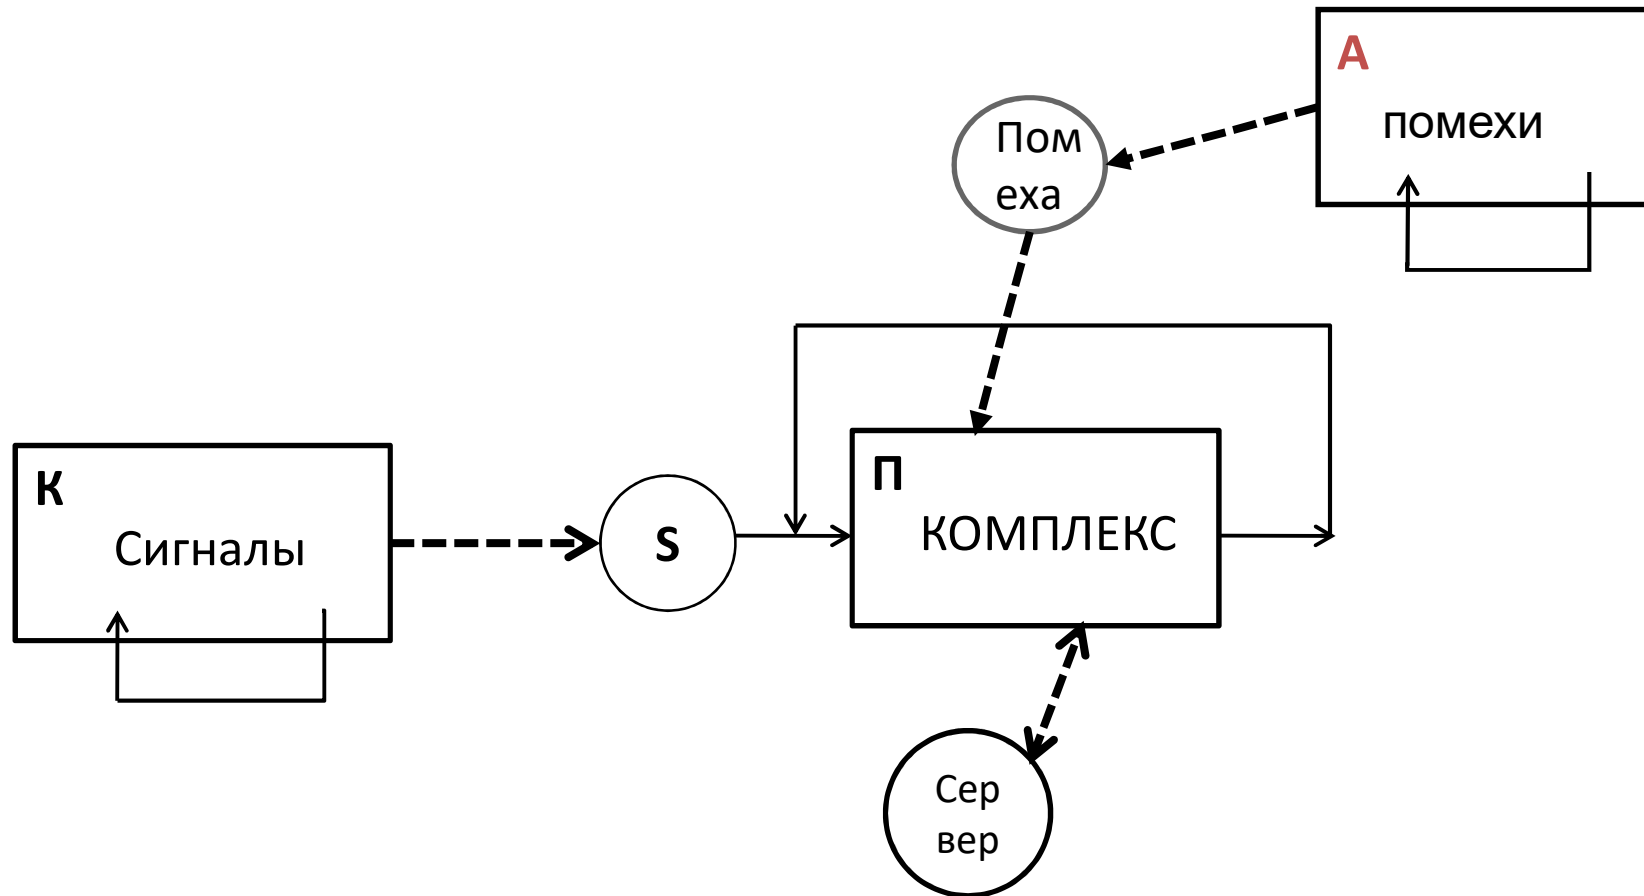 А
помехи
Пом
еха
К
Сигналы
S
П
КОМПЛЕКС
Сер
вер